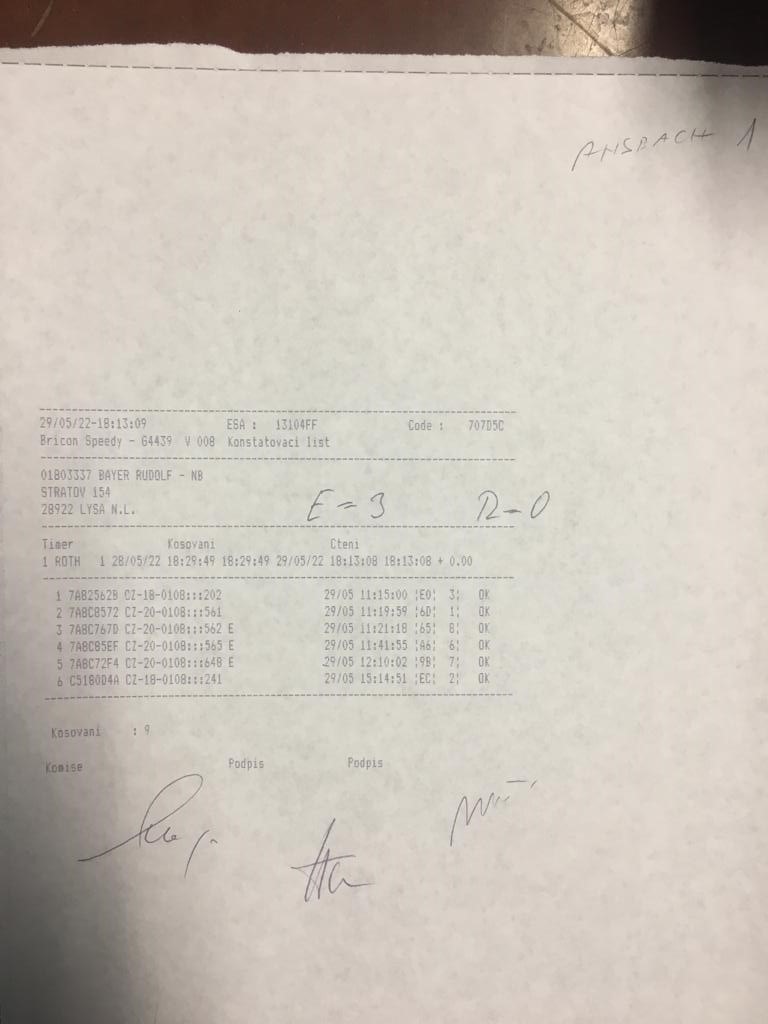 ANSBACH 1
29/05/22-18:13:09 ESA : 13104FF Code : 707D5C
Bricon Speedy - G4439 V 008 Konstatovaci list
01803337 BAYER RUDOLF - NB
STRATOV 154
28922 LYSA N.L.
E = 3 R-0
Timer Kosovani Cteni
1 ROTH 1 28/05/22 18:29:49 18:29:49 29/05/22 18:13:08 18:13:08 + 0.00
1 7AB2562B CZ-18-0108:::202 29/05 11:15:00 ¦E0¦ 3¦ OK
2 7ABC8572 CZ-20-0108:::561 29/05 11:19:59 ¦6D¦ 1¦ OK
3 7ABC767D CZ-20-0108:::562 E 29/05 11:21:18 ¦65¦ 8¦ OK
4 7ABC85EF CZ-20-0108:::565 E 29/05 11:41:55 ¦A6¦ 6¦ OK
5 7ABC72F4 CZ-20-0108:::648 E 29/05 12:10:02 ¦9B¦ 7¦ OK
6 C5180D4A CZ-18-0108:::241 29/05 15:14:51 ¦EC¦ 2¦ OK
Kosovani : 9
Komise Podpis Podpis